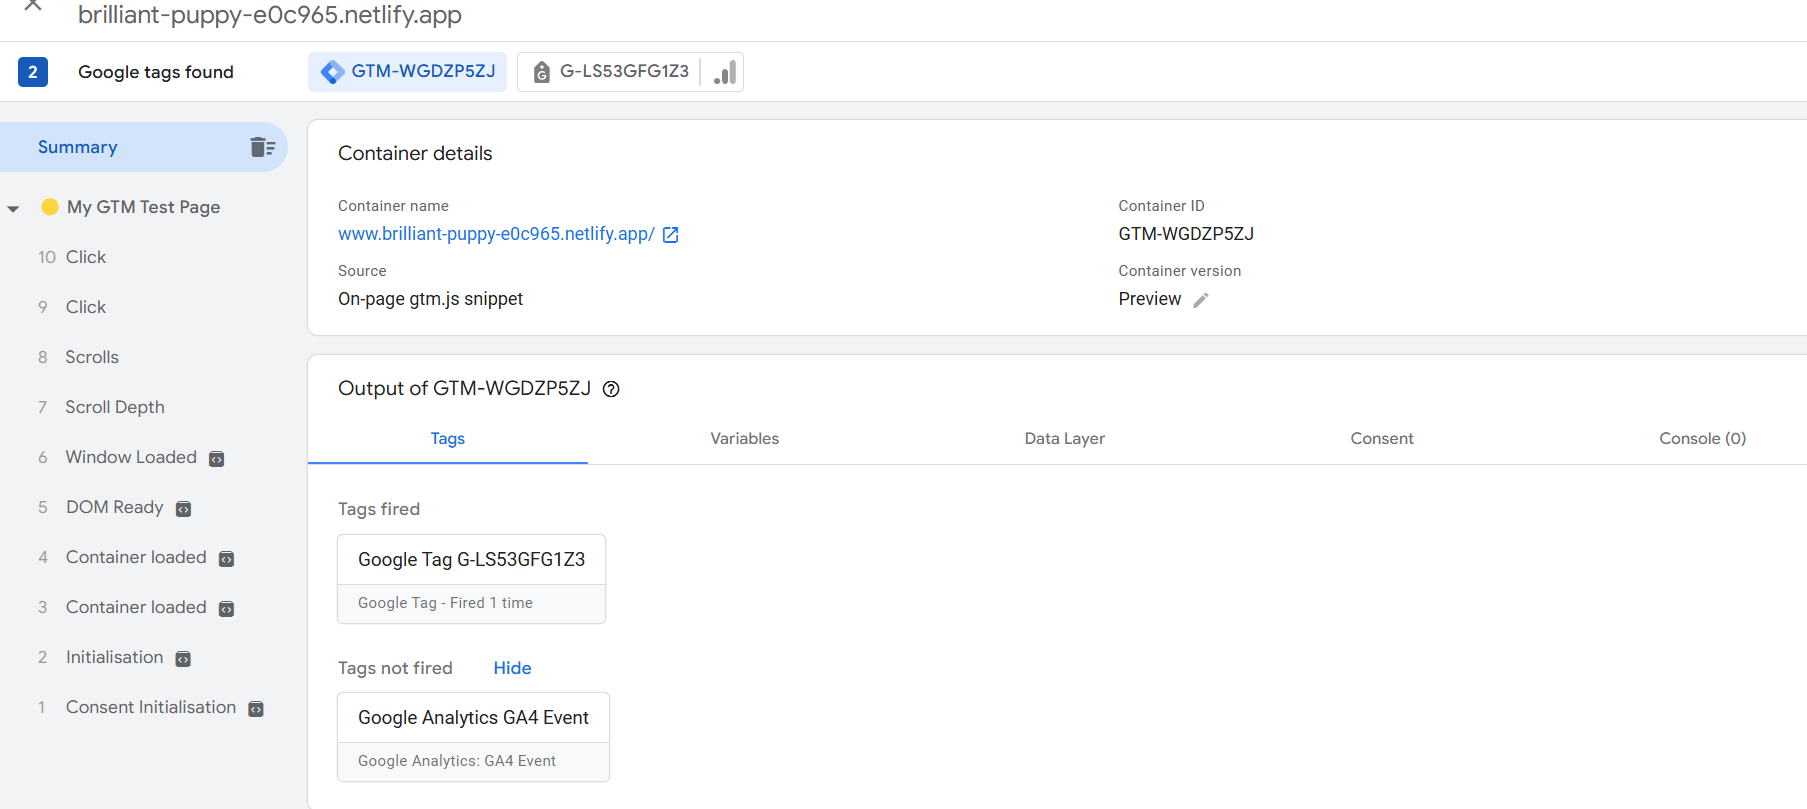 brilliant-puppy-e0c965.netlify.app
2 Google tags found GTM-WGDZP5ZJ G-LS53GFG1Z3
Summary
My GTM Test Page
10 Click
9 Click
8 Scrolls
7 Scroll Depth
6 Window Loaded
5 DOM Ready
4 Container loaded
3 Container loaded
2 Initialisation
1 Consent Initialisation
Container details
Container name
www.brilliant-puppy-e0c965.netlify.app/
Container ID
GTM-WGDZP5ZJ
Source
On-page gtm.js snippet
Container version
Preview
Output of GTM-WGDZP5ZJ
Tags Variables Data Layer Consent Console (0)
Tags fired
Google Tag G-LS53GFG1Z3
Google Tag - Fired 1 time
Tags not fired Hide
Google Analytics GA4 Event
Google Analytics: GA4 Event